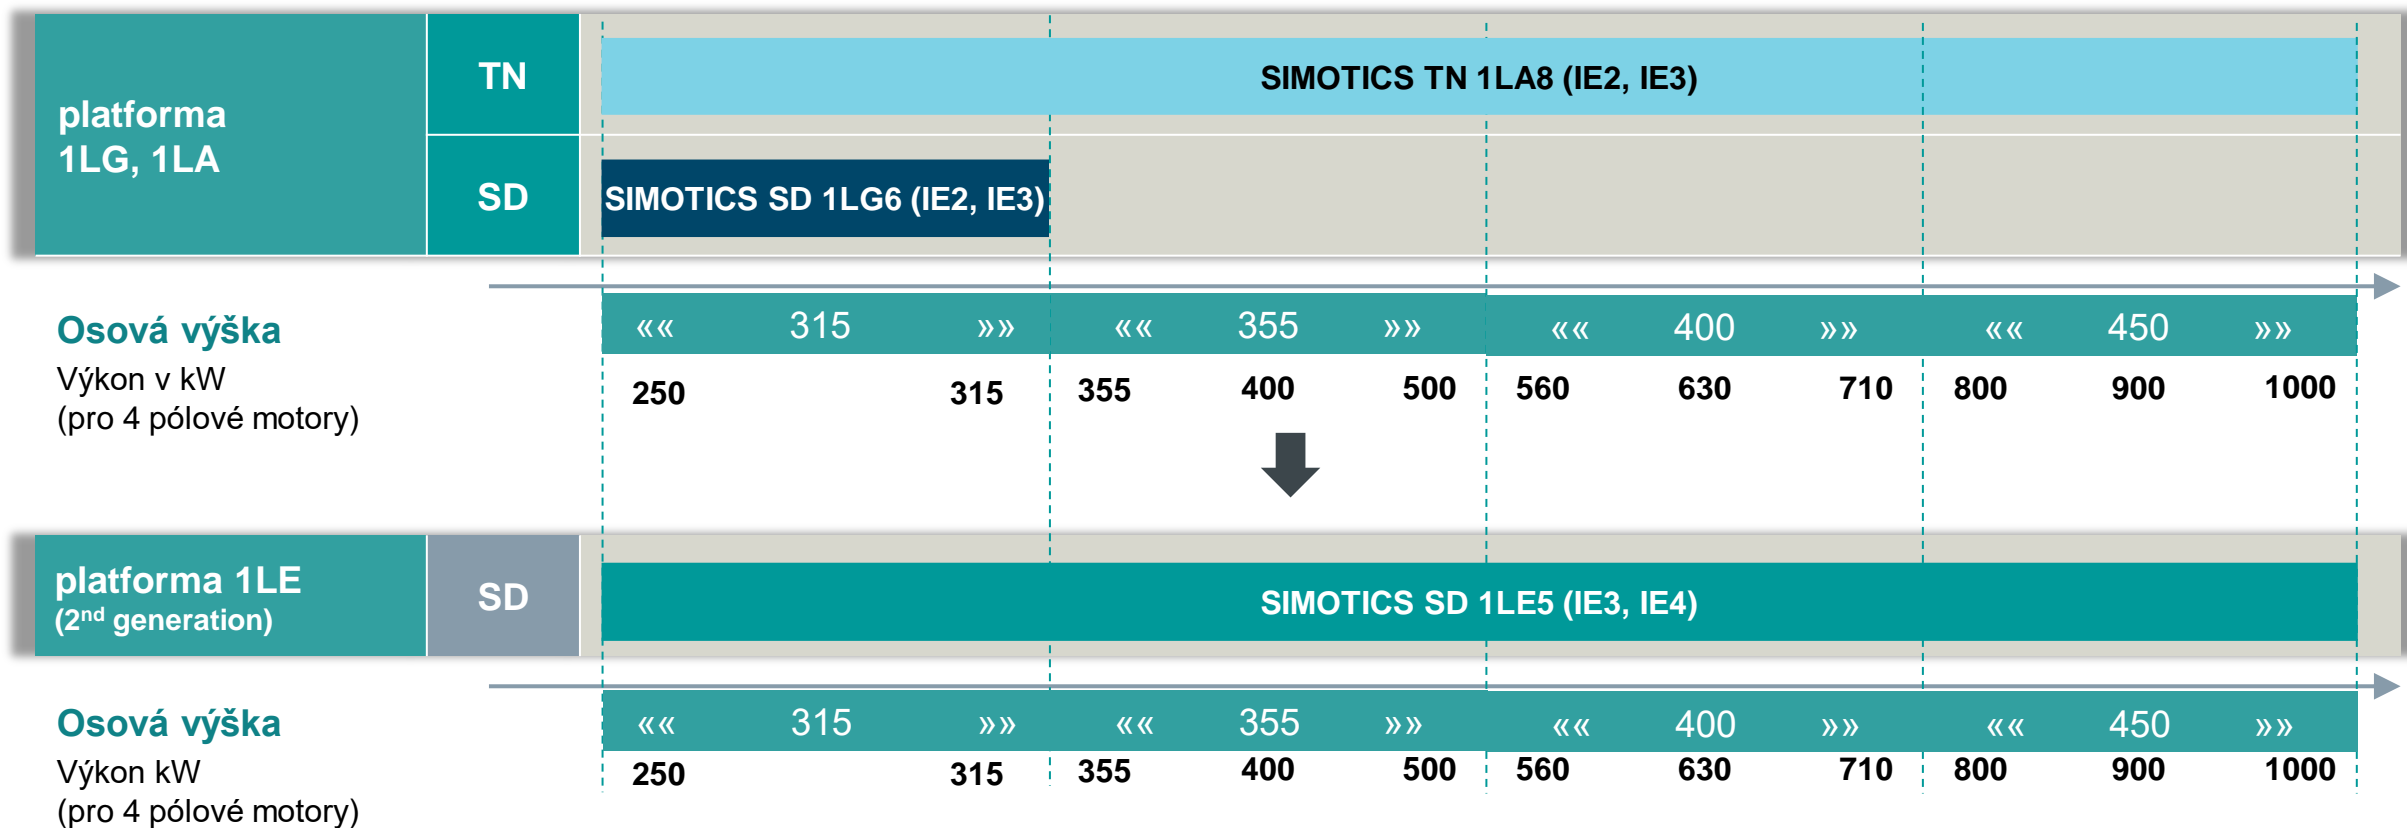 platforma
1LG, 1LA
TN
SIMOTICS TN 1LA8 (IE2, IE3)
SD
SIMOTICS SD 1LG6 (IE2, IE3)
Osová výška
«« 315 »» «« 355 »» «« 400 »» «« 450 »»
Výkon v kW
(pro 4 pólové motory)
250 315 355 400 500 560 630 710 800 900 1000
platforma 1LE
(2nd generation)
SD
SIMOTICS SD 1LE5 (IE3, IE4)
Osová výška
«« 315 »» «« 355 »» «« 400 »» «« 450 »»
Výkon kW
(pro 4 pólové motory)
250 315 355 400 500 560 630 710 800 900 1000